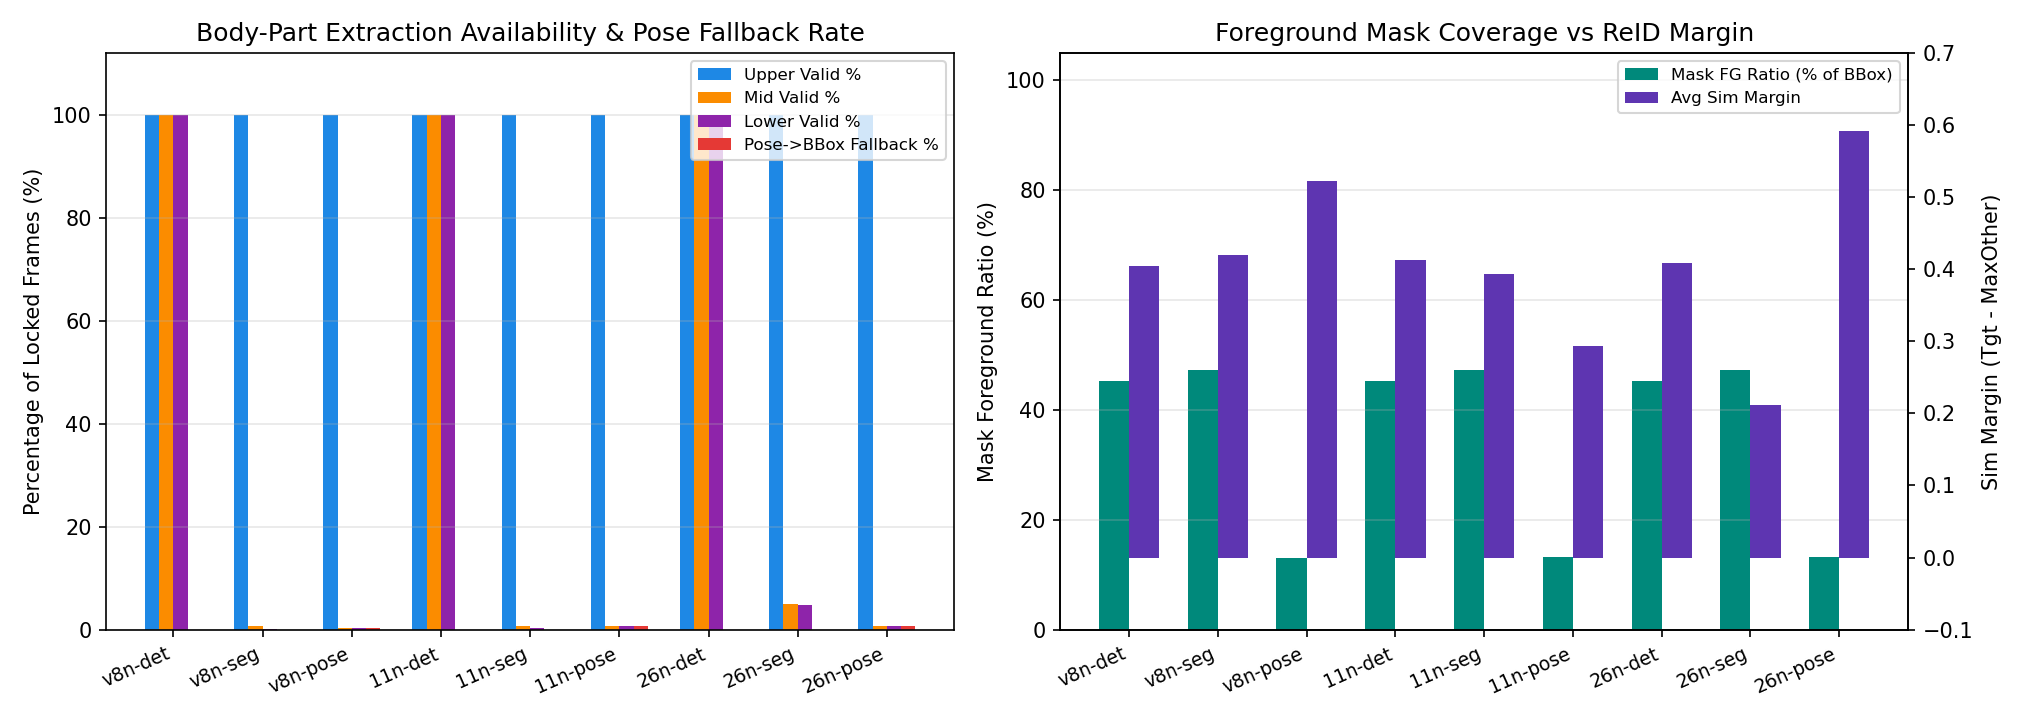 Body-Part Extraction Availability & Pose Fallback Rate
Percentage of Locked Frames (%)
100
80
60
40
20
0
Upper Valid %
Mid Valid %
Lower Valid %
Pose->BBox Fallback %
v8n-det
v8n-seg
v8n-pose
11n-det
11n-seg
11n-pose
26n-det
26n-seg
26n-pose
Foreground Mask Coverage vs ReID Margin
Mask Foreground Ratio (%)
100
80
60
40
20
0
Mask FG Ratio (% of BBox)
Avg Sim Margin
0.7
0.6
0.5
0.4
0.3
0.2
0.1
0.0
−0.1
Sim Margin (Tgt - MaxOther)
v8n-det
v8n-seg
v8n-pose
11n-det
11n-seg
11n-pose
26n-det
26n-seg
26n-pose